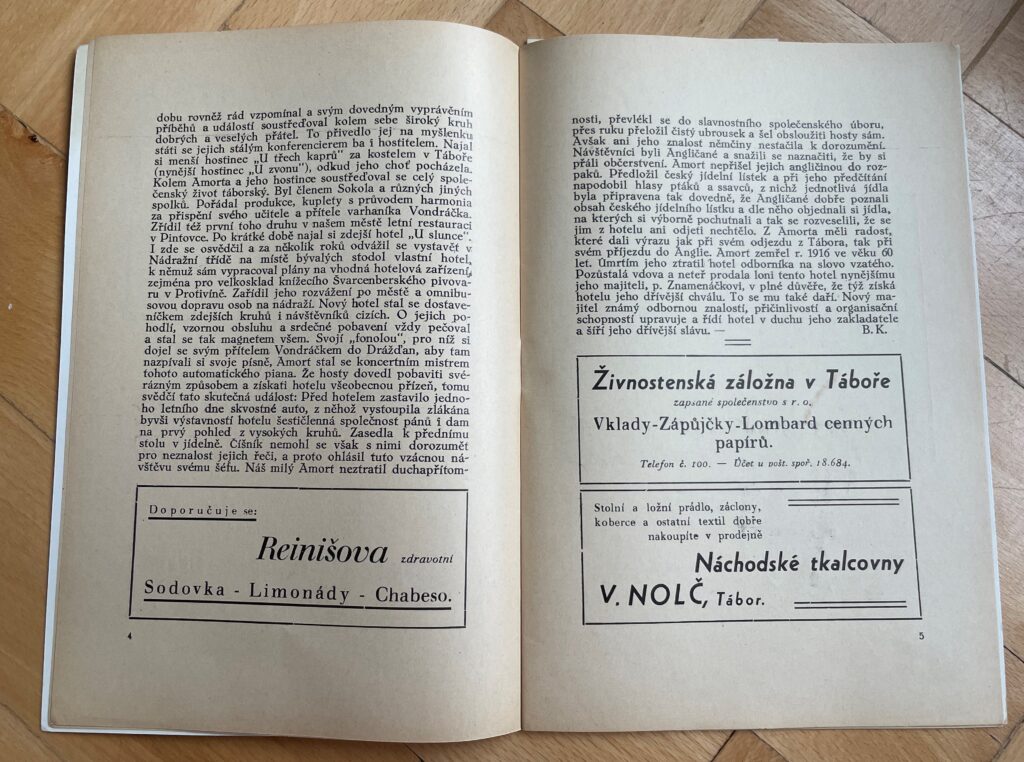 dobu rovněž rád vzpomínal a svým dovedným vyprávěním
příběhů a událostí soustřeďoval kolem sebe široký kruh
dobrých a veselých přátel. To přivedlo jej na myšlenku
státi se jejich stálým konferencierem ba i hostitelem. Najal
si menší hostinec „U třech kaprů" za kostelem v Táboře
(nynější hostinec „U zvonu"), odkud jeho choť pocházela.
Kolem Amorta a jeho hostince soustřeďoval se celý spole-
čenský život táborský. Byl členem Sokola a různých jiných
spolků. Pořádal produkce, kuplety s průvodem harmonia
za přispění svého učitele a přítele varhaníka Vondráčka.
Zřídil též první toho druhu v našem městě letní restauraci
v Pintovce. Po krátké době najal si zdejší hotel „U slunce".
I zde se osvědčil a za několik roků odvážil se vystavět v
Nádražní třídě na místě bývalých stodol vlastní hotel,
k němuž sám vypracoval plány na vhodná hotelová zařízení,
zejména pro velkosklad knížecího Švarcenberského pivova-
ru v Protivíně. Zařídil jeho rozvážení po městě a omnibu-
sovou dopravu osob na nádraží. Nový hotel stal se dostave-
níčkem zdejších kruhů i návštěvníků cizích. O jejich po-
hodlí, vzornou obsluhu a srdečné pobavení vždy pečoval
a stal se tak magnetem všem. Svojí „fonolou", pro níž si
dojel se svým přítelem Vondráčkem do Drážďan, aby tam
nazpívali si svoje písně, Amort stal se koncertním mistrem
tohoto automatického piana. Že hosty dovedl pobaviti své-
rázným způsobem a získati hotelu všeobecnou přízeň, tomu
svědčí tato skutečná událost: Před hotelem zastavilo jedno-
ho letního dne skvostné auto, z něhož vystoupila zlákána
byvši výstavností hotelu šestičlenná společnost pánů i dam
na prvý pohled z vysokých kruhů. Zasedla k přednímu
stolu v jídelně. Číšník nemohl se však s nimi dorozumět
pro neznalost jejich řeči, a proto ohlásil tuto vzácnou ná-
vštěvu svému šéfu. Náš milý Amort neztratil duchapřítom-
Doporučuje se:
Reinišova zdravotní
Sodovka - Limonády - Chabeso.
4
nosti, převlékl se do slavnostního společenského úboru,
přes ruku přeložil čistý ubrousek a šel obsloužiti hosty sám.
Avšak ani jeho znalost němčiny nestačila k dorozumění.
Návštěvníci byli Angličané a snažili se naznačiti, že by si
přáli občerstvení. Amort nepřišel jejich angličinou do roz-
paků. Předložil český jídelní lístek a při jeho předčítání
napodobil hlasy ptáků a ssavců, z nichž jednotlivá jídla
byla připravena tak dovedně, že Angličané dobře poznali
obsah českého jídelního lístku a dle něho objednali si jídla,
na kterých si výborně pochutnali a tak se rozveselili, že se
jim z hotelu ani odjeti nechtělo. Z Amorta měli radost,
které dali výrazu jak při svém odjezdu z Tábora, tak při
svém příjezdu do Anglie. Amort zemřel r. 1916 ve věku 60
let. Úmrtím jeho ztratil hotel odborníka na slovo vzatého.
Pozůstalá vdova a neteř prodala loni tento hotel nynějšímu
jeho majiteli, p. Znamenáčkovi, v plné důvěře, že týž získá
hotelu jeho dřívější chválu. To se mu také daří. Nový ma-
jitel známý odbornou znalostí, přičinlivostí a organisační
schopností upravuje a řídí hotel v duchu jeho zakladatele
a šíří jeho dřívější slávu. — B. K.
Živnostenská záložna v Táboře
zapsané společenstvo s r. o.
Vklady-Zápůjčky-Lombard cenných
papírů.
Telefon č. 100. — Účet u pošt. spoř. 18.684.
Stolní a ložní prádlo, záclony,
koberce a ostatní textil dobře
nakoupíte v prodejně
Náchodské tkalcovny
V. NOLČ, Tábor.
5